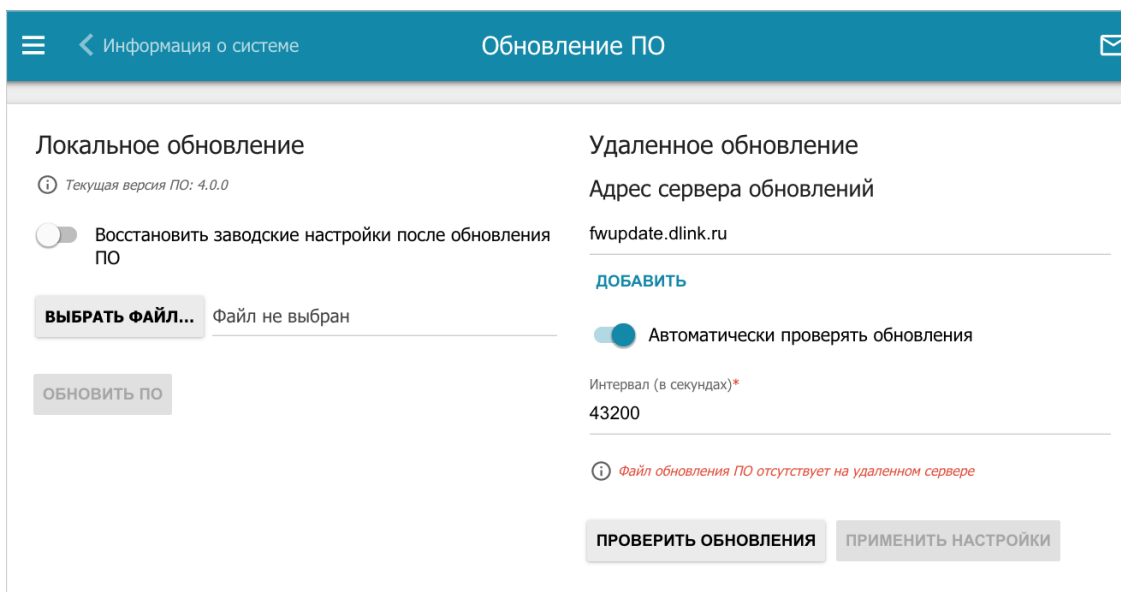 Информация о системе
Обновление ПО
Локальное обновление
Текущая версия ПО: 4.0.0
Восстановить заводские настройки после обновления
ПО
ВЫБРАТЬ ФАЙЛ...
Файл не выбран
ОБНОВИТЬ ПО
Удаленное обновление
Адрес сервера обновлений
fwupdate.dlink.ru
ДОБАВИТЬ
Автоматически проверять обновления
Интервал (в секундах)*
43200
Файл обновления ПО отсутствует на удаленном сервере
ПРОВЕРИТЬ ОБНОВЛЕНИЯ
ПРИМЕНИТЬ НАСТРОЙКИ